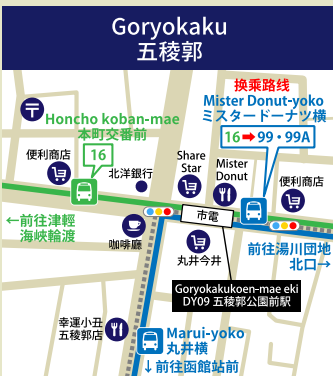 Goryokaku
五稜郭
换乘路线
Mister Donut-yoko
ミスタードーナツ横
16➡99・99A
〒
Honcho koban-mae
本町交番前
16
便利商店
北洋銀行
Share
Star
Mister
Donut
便利商店
←前往津輕
海峽輪渡
咖啡廳
市電
丸井今井
前往湯川団地
北口→
Goryokakukoen-mae eki
DY09 五稜郭公園前駅
幸運小丑
五稜郭店
Marui-yoko
丸井横
↓前往函館站前